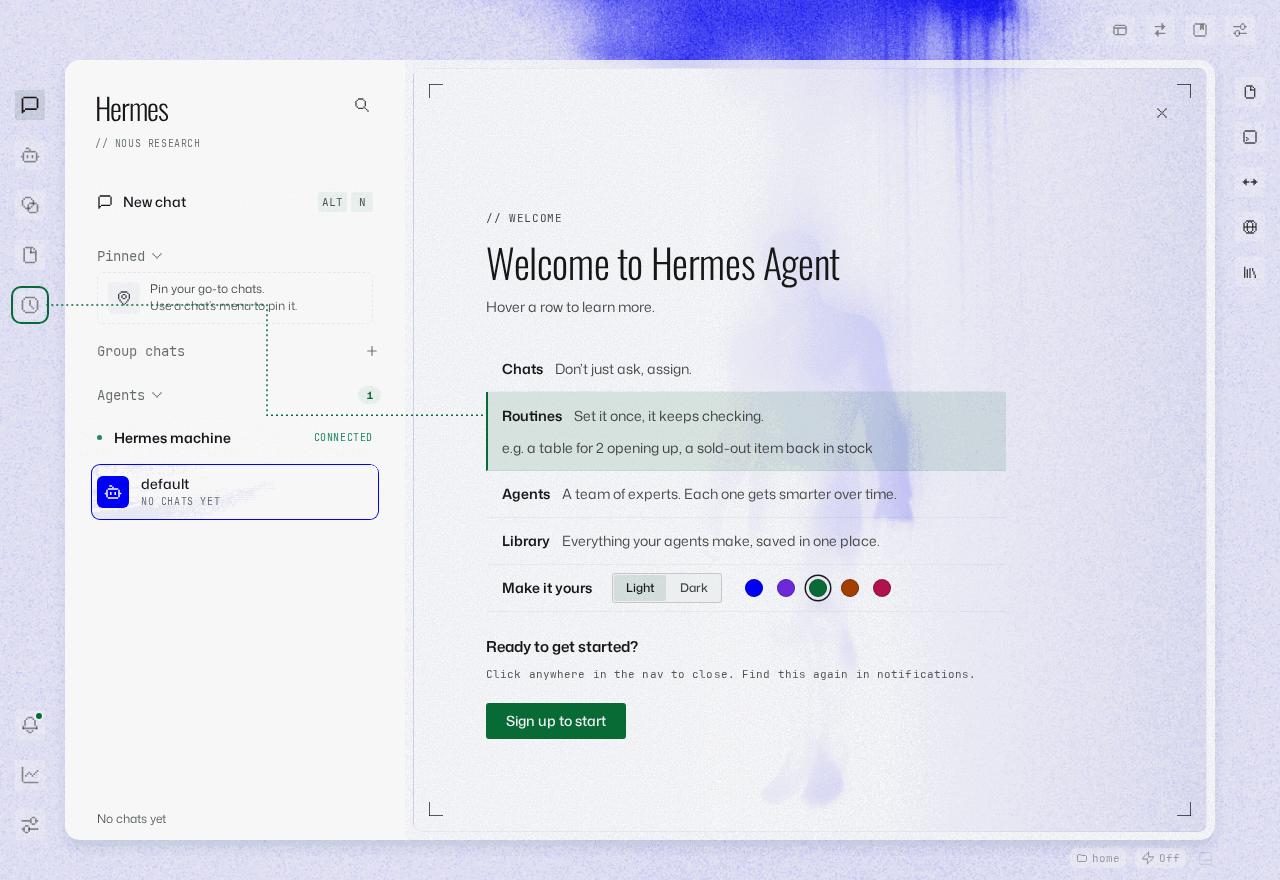 Hermes
// NOUS RESEARCH
New chat ALT N
Pinned
Pin your go-to chats.
Use a chat's menu to pin it.
Group chats
Agents 1
Hermes machine CONNECTED
default
NO CHATS YET
No chats yet
// WELCOME
Welcome to Hermes Agent
Hover a row to learn more.
Chats Don't just ask, assign.
Routines Set it once, it keeps checking.
e.g. a table for 2 opening up, a sold-out item back in stock
Agents A team of experts. Each one gets smarter over time.
Library Everything your agents make, saved in one place.
Make it yours Light Dark
Ready to get started?
Click anywhere in the nav to close. Find this again in notifications.
Sign up to start
home Off